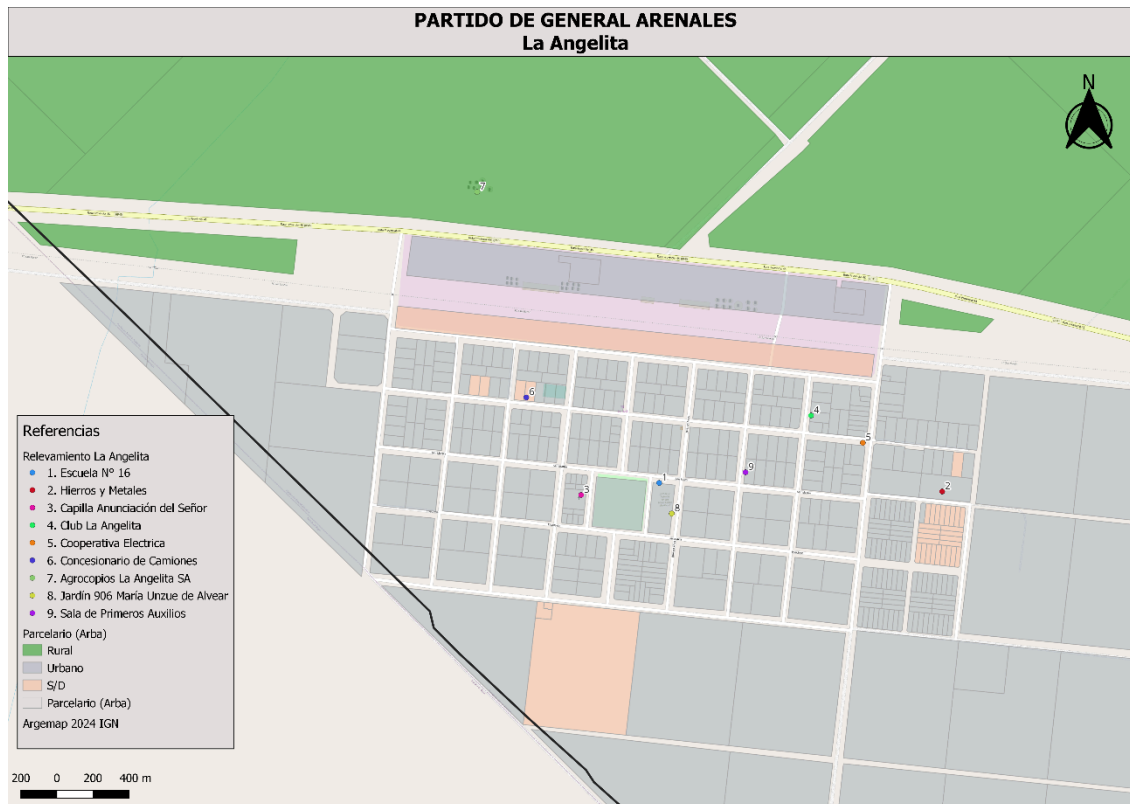 PARTIDO DE GENERAL ARENALES
La Angelita
N
7
6
4
5
9
1
2
3
8
Referencias
Relevamiento La Angelita
1. Escuela Nº 16
2. Hierros y Metales
3. Capilla Anunciación del Señor
4. Club La Angelita
5. Cooperativa Electrica
6. Concesionario de Camiones
7. Agrocopios La Angelita SA
8. Jardín 906 María Unzue de Alvear
9. Sala de Primeros Auxilios
Parcelario (Arba)
Rural
Urbano
S/D
Parcelario (Arba)
Argemap 2024 IGN
200 0 200 400 m